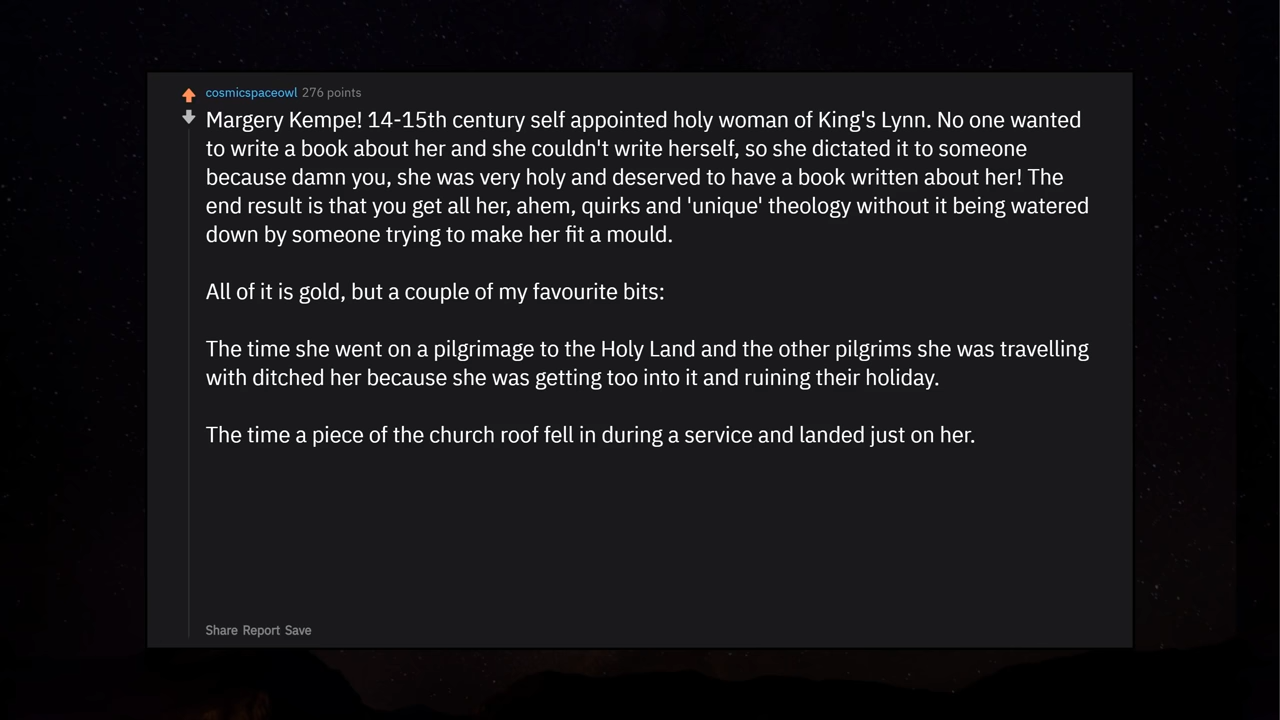 cosmicspaceowl 276 points
Margery Kempe! 14-15th century self appointed holy woman of King's Lynn. No one wanted
to write a book about her and she couldn't write herself, so she dictated it to someone
because damn you, she was very holy and deserved to have a book written about her! The
end result is that you get all her, ahem, quirks and 'unique' theology without it being watered
down by someone trying to make her fit a mould.
All of it is gold, but a couple of my favourite bits:
The time she went on a pilgrimage to the Holy Land and the other pilgrims she was travelling
with ditched her because she was getting too into it and ruining their holiday.
The time a piece of the church roof fell in during a service and landed just on her.
Share Report Save